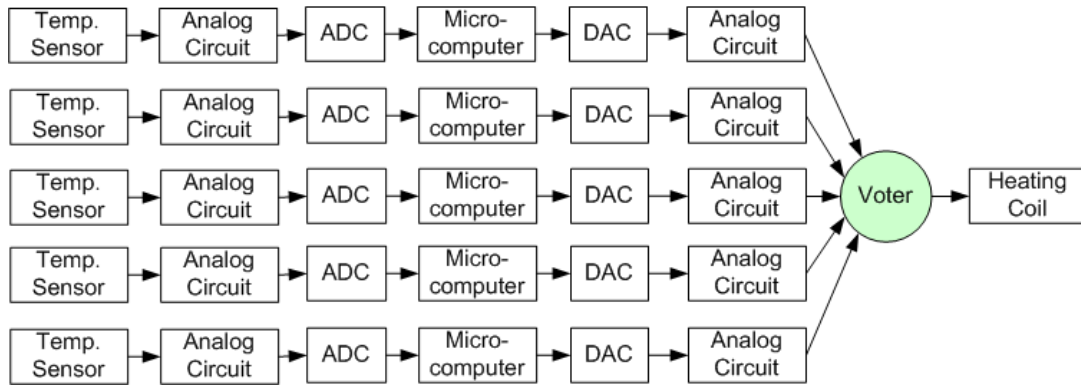 Temp.
Sensor
Analog
Circuit
ADC
Micro-
computer
DAC
Analog
Circuit
Temp.
Sensor
Analog
Circuit
ADC
Micro-
computer
DAC
Analog
Circuit
Temp.
Sensor
Analog
Circuit
ADC
Micro-
computer
DAC
Analog
Circuit
Voter
Heating
Coil
Temp.
Sensor
Analog
Circuit
ADC
Micro-
computer
DAC
Analog
Circuit
Temp.
Sensor
Analog
Circuit
ADC
Micro-
computer
DAC
Analog
Circuit